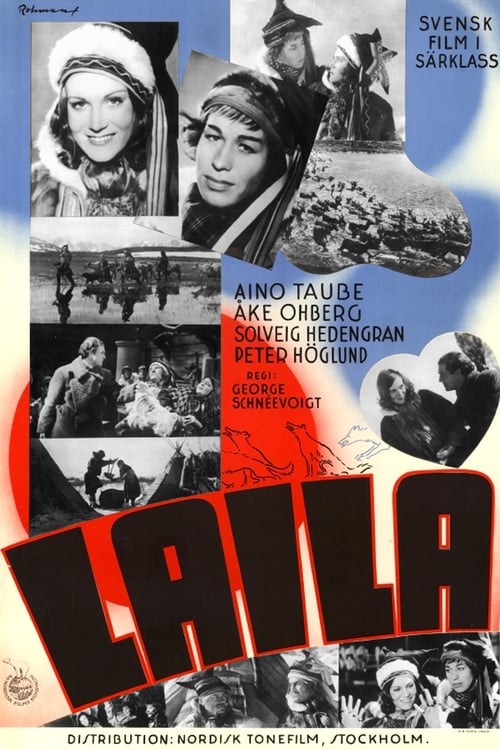 Rohman
SVENSK
FILM I
SÄRKLASS
AINO TAUBE
ÅKE OHBERG
SOLVEIG HEDENGRAN
PETER HÖGLUND
REGI:
GEORGE
SCHNÉEVOIGT
LAILA
DISTRIBUTION: NORDISK TONEFILM, STOCKHOLM.